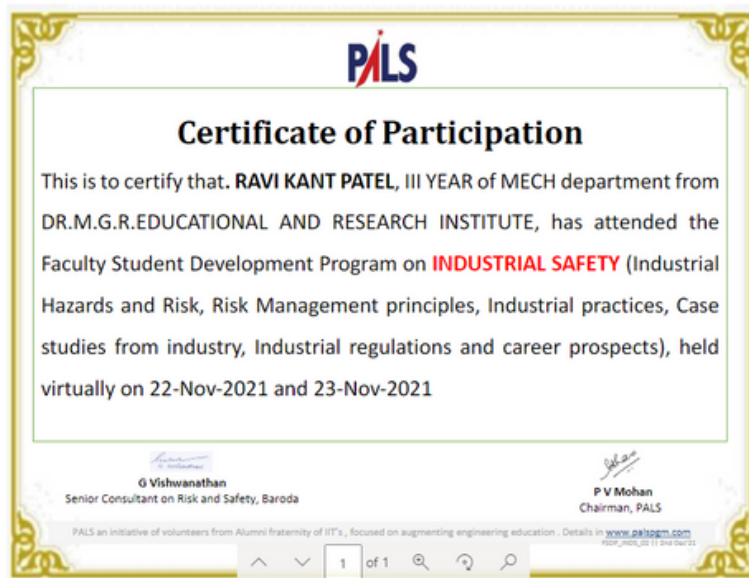 PALS
Certificate of Participation
This is to certify that. RAVI KANT PATEL, III YEAR of MECH department from
DR.M.G.R.EDUCATIONAL AND RESEARCH INSTITUTE, has attended the
Faculty Student Development Program on INDUSTRIAL SAFETY (Industrial
Hazards and Risk, Risk Management principles, Industrial practices, Case
studies from industry, Industrial regulations and career prospects), held
virtually on 22-Nov-2021 and 23-Nov-2021
G Vishwanathan
Senior Consultant on Risk and Safety, Baroda
P V Mohan
Chairman, PALS
PALS an initiative of volunteers from Alumni fraternity of IIT's , focused on augmenting engineering education . Details in www.palspgm.com
1 of 1